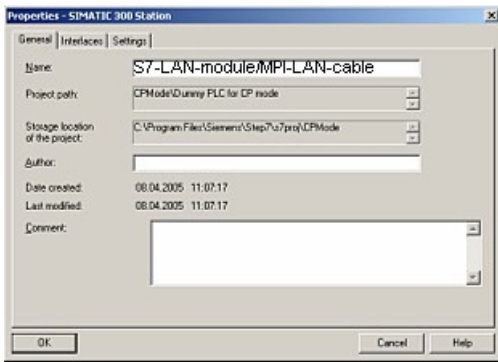 Properties - SIMATIC 300 Station
General Interfaces Settings
Name: S7-LAN-module/MPI-LAN-cable
Project path: CPMode\Dummy PLC for CP mode
Storage location
of the project: C:\Program Files\Siemens\Step7\s7proj\CPMode
Author:
Date created: 08.04.2005 11:07:17
Last modified: 08.04.2005 11:07:17
Comment:
OK Cancel Help